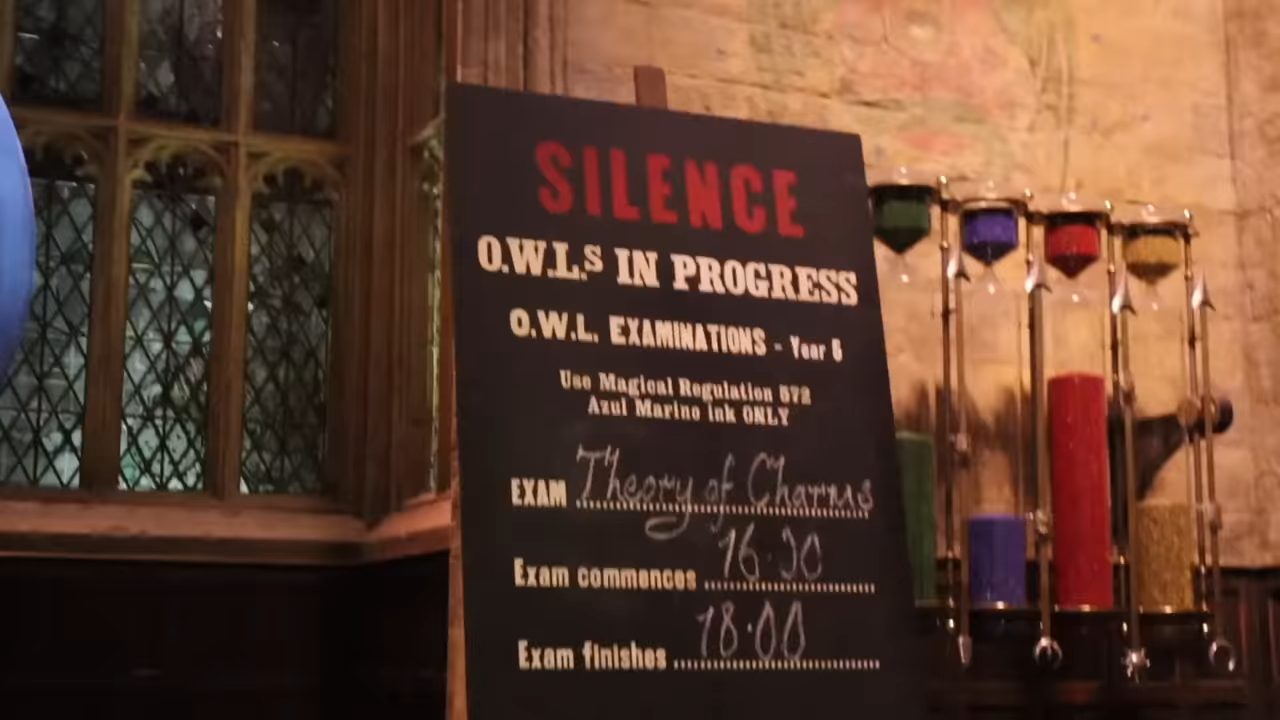 SILENCE
O.W.L.s IN PROGRESS
O.W.L. EXAMINATIONS - Year 5
Use Magical Regulation 572
Azul Marino ink ONLY
EXAM Theory of Charms
Exam commences 16.30
Exam finishes 18.00